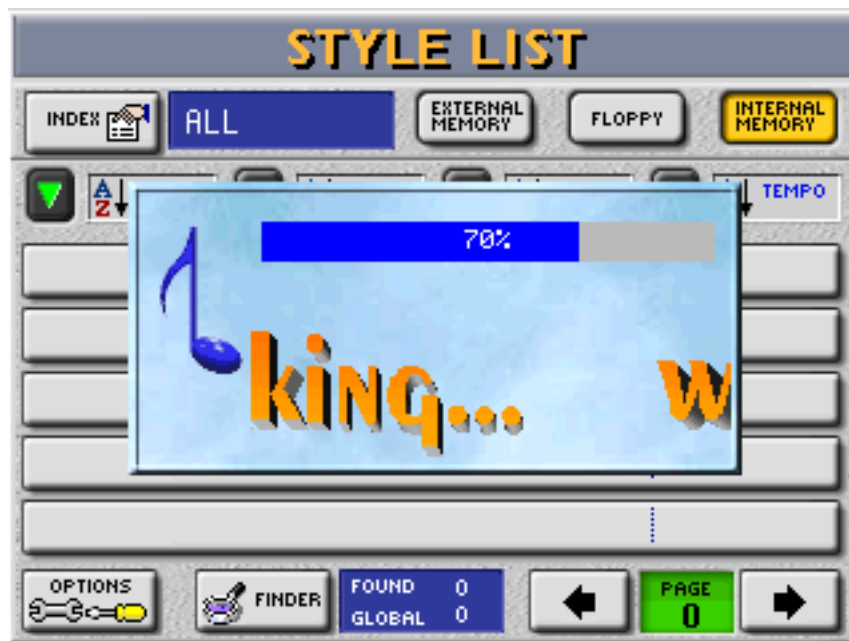 STYLE LIST
INDEX
ALL
EXTERNAL
MEMORY
FLOPPY
INTERNAL
MEMORY
A
Z
TEMPO
70%
king...
w
OPTIONS
FINDER
FOUND 0
GLOBAL 0
PAGE
0